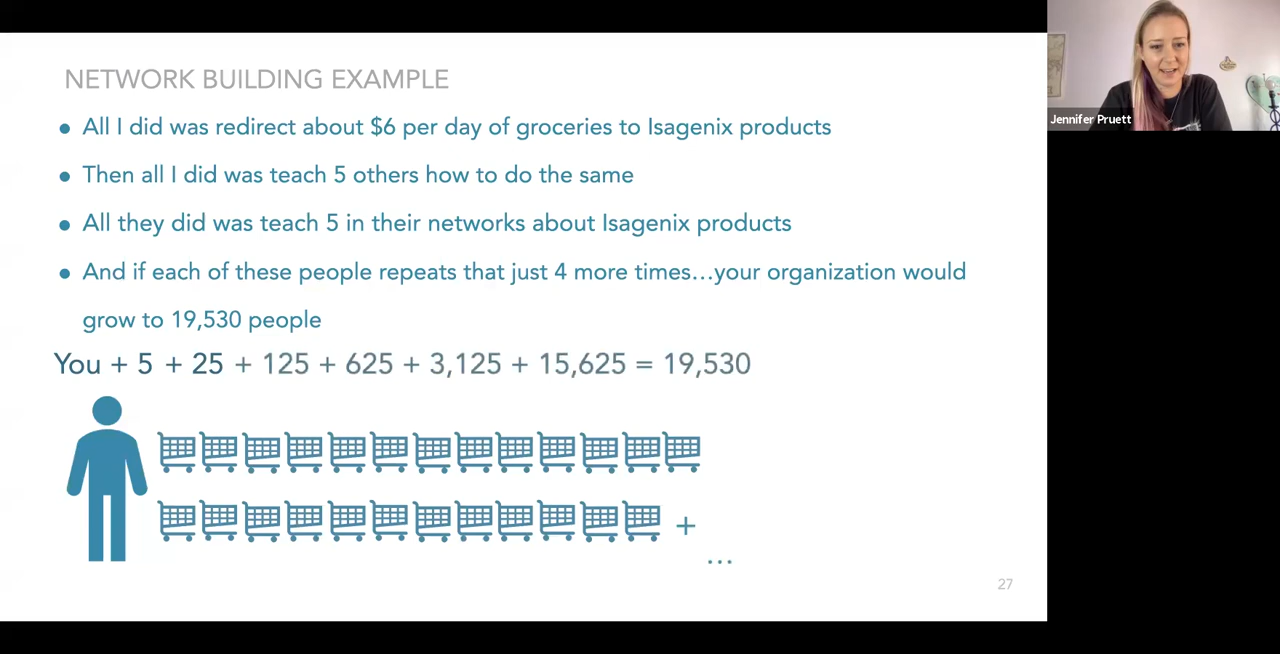 NETWORK BUILDING EXAMPLE
• All I did was redirect about $6 per day of groceries to Isagenix products
• Then all I did was teach 5 others how to do the same
• All they did was teach 5 in their networks about Isagenix products
• And if each of these people repeats that just 4 more times...your organization would
grow to 19,530 people
You + 5 + 25 + 125 + 625 + 3,125 + 15,625 = 19,530
+
...
27
Jennifer Pruett